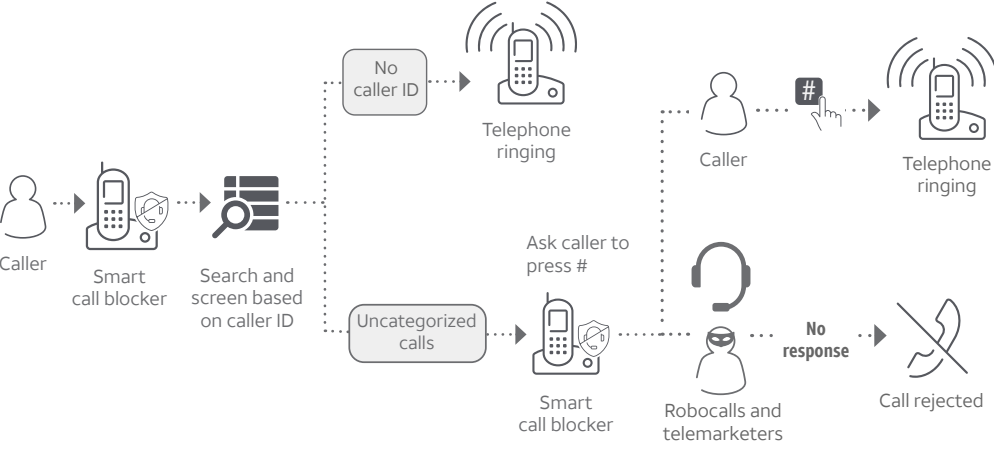 No
caller ID
Telephone
ringing
#
Caller
Telephone
ringing
Caller
Smart
call blocker
Search and
screen based
on caller ID
Ask caller to
press #
Uncategorized
calls
No
response
Smart
call blocker
Robocalls and
telemarketers
Call rejected